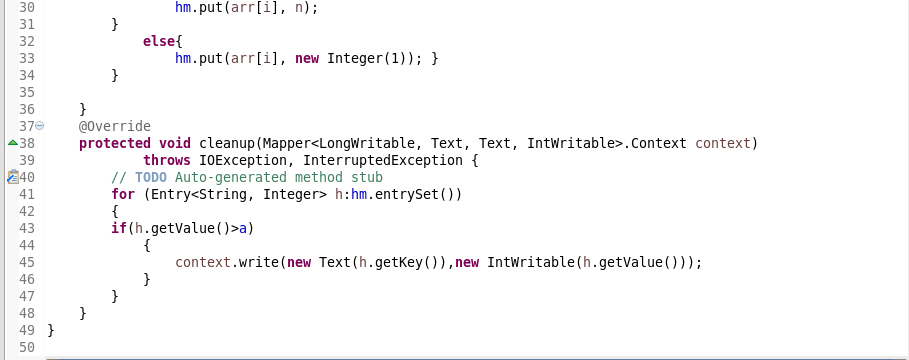 30                 hm.put(arr[i], n);
31         }
32             else{
33                 hm.put(arr[i], new Integer(1)); }
34         }
35
36     }
37     @Override
38     protected void cleanup(Mapper<LongWritable, Text, Text, IntWritable>.Context context)
39             throws IOException, InterruptedException {
40         // TODO Auto-generated method stub
41         for (Entry<String, Integer> h:hm.entrySet())
42         {
43         if(h.getValue()>a)
44             {
45                 context.write(new Text(h.getKey()),new IntWritable(h.getValue()));
46             }
47         }
48     }
49 }
50